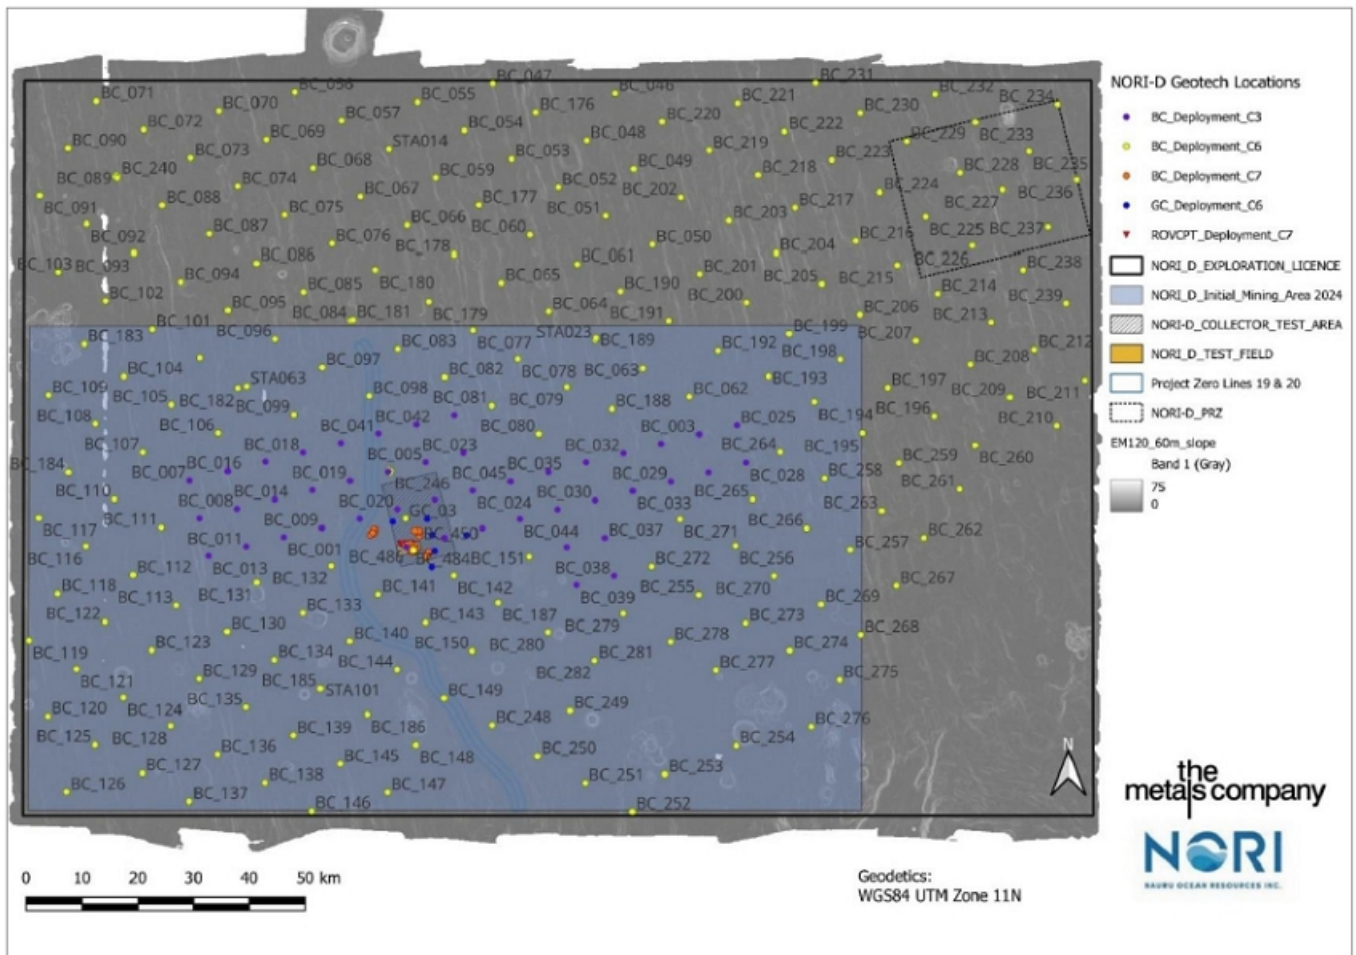 NORI-D Geotech Locations
BC_Deployment_C3
BC_Deployment_C6
BC_Deployment_C7
GC_Deployment_C6
ROVCPT_Deployment_C7
NORI_D_EXPLORATION_LICENCE
NORI_D_Initial_Mining_Area 2024
NORI-D_COLLECTOR_TEST_AREA
NORI_D_TEST_FIELD
Project Zero Lines 19 & 20
NORI-D_PRZ
EM120_60m_slope
Band 1 (Gray)
75
0
BC_056 BC_047 BC_046 BC_231 BC_232 BC_234
BC_071 BC_070 BC_057 BC_055 BC_176 BC_220 BC_221 BC_230
BC_072 BC_069 STA014 BC_054 BC_048 BC_219 BC_222 BC_229 BC_233
BC_090 BC_073 BC_068 BC_059 BC_053 BC_049 BC_218 BC_223 BC_228 BC_235
BC_089 BC_240 BC_074 BC_067 BC_177 BC_052 BC_202 BC_217 BC_224 BC_236
BC_091 BC_088 BC_075 BC_066 BC_060 BC_051 BC_203 BC_227
BC_092 BC_087 BC_076 BC_178 BC_061 BC_050 BC_204 BC_216 BC_225 BC_237
BC_103 BC_093 BC_086 BC_180 BC_065 BC_190 BC_201 BC_205 BC_215 BC_226 BC_238
BC_102 BC_094 BC_085 BC_181 BC_179 BC_064 BC_191 BC_200 BC_206 BC_214 BC_239
BC_183 BC_101 BC_095 BC_096 BC_084 BC_083 BC_077 STA023 BC_189 BC_199 BC_207 BC_213 BC_212
BC_104 BC_097 BC_082 BC_078 BC_063 BC_192 BC_198 BC_208
BC_109 BC_105 BC_182 STA063 BC_098 BC_081 BC_079 BC_188 BC_062 BC_193 BC_197 BC_209 BC_211
BC_108 BC_106 BC_099 BC_041 BC_042 BC_080 BC_003 BC_025 BC_194 BC_196 BC_210
BC_107 BC_018 BC_005 BC_023 BC_032 BC_264 BC_195
BC_184 BC_007 BC_016 BC_019 BC_246 BC_045 BC_035 BC_029 BC_028 BC_258 BC_259 BC_260
BC_110 BC_008 BC_014 BC_020 GC_03 BC_024 BC_030 BC_033 BC_265 BC_263 BC_261
BC_117 BC_111 BC_009 BC_044 BC_037 BC_272 BC_271 BC_266 BC_262
BC_116 BC_011 BC_001 BC_151 BC_257
BC_118 BC_112 BC_013 BC_132 BC_141 BC_142 BC_038 BC_256
BC_122 BC_113 BC_131 BC_133 BC_143 BC_187 BC_039 BC_255 BC_270 BC_269 BC_267
BC_119 BC_123 BC_130 BC_140 BC_150 BC_280 BC_279 BC_278 BC_273 BC_274 BC_268
BC_121 BC_129 BC_134 BC_144 BC_282 BC_281 BC_277 BC_275
BC_120 BC_124 BC_135 BC_185 STA101 BC_149 BC_249
BC_125 BC_128 BC_139 BC_186 BC_248 BC_276
BC_127 BC_136 BC_145 BC_148 BC_250 BC_254
BC_126 BC_137 BC_138 BC_147 BC_251 BC_253
BC_146 BC_252
N
the
metals company
NORI
NAURU OCEAN RESOURCES INC.
0 10 20 30 40 50 km
Geodetics:
WGS84 UTM Zone 11N